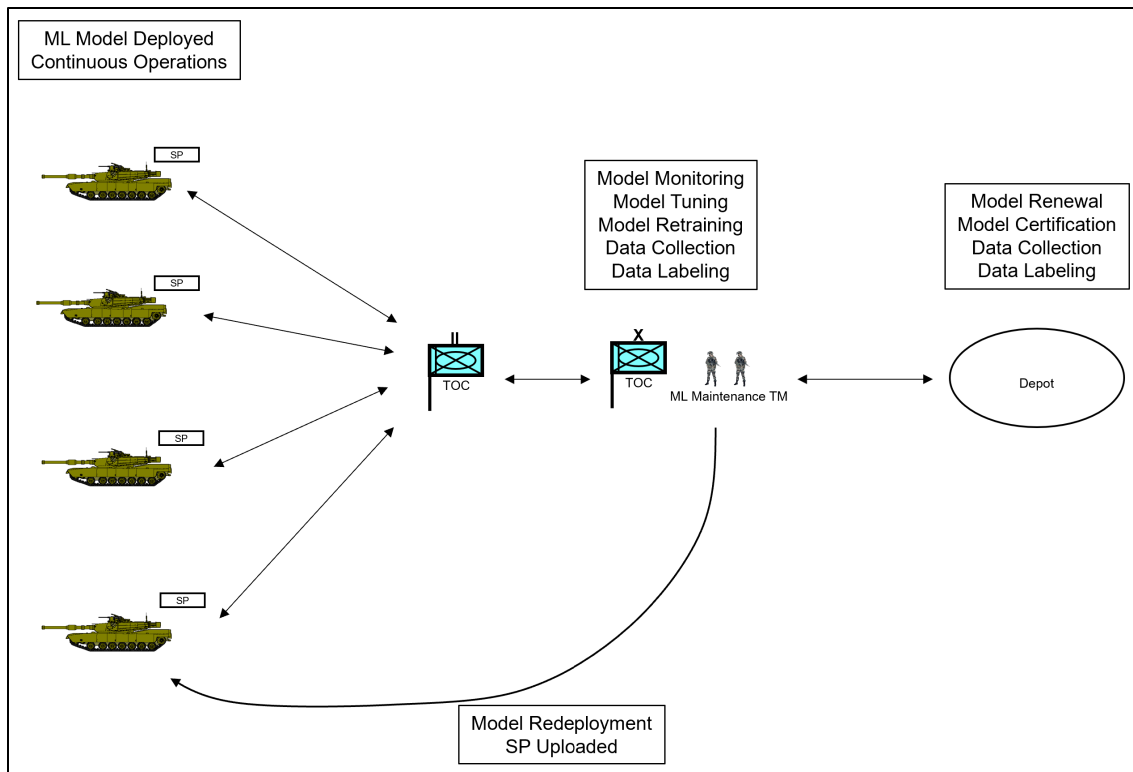 ML Model Deployed
Continuous Operations
SP
SP
SP
SP
II
TOC
Model Monitoring
Model Tuning
Model Retraining
Data Collection
Data Labeling
X
TOC
ML Maintenance TM
Model Renewal
Model Certification
Data Collection
Data Labeling
Depot
Model Redeployment
SP Uploaded